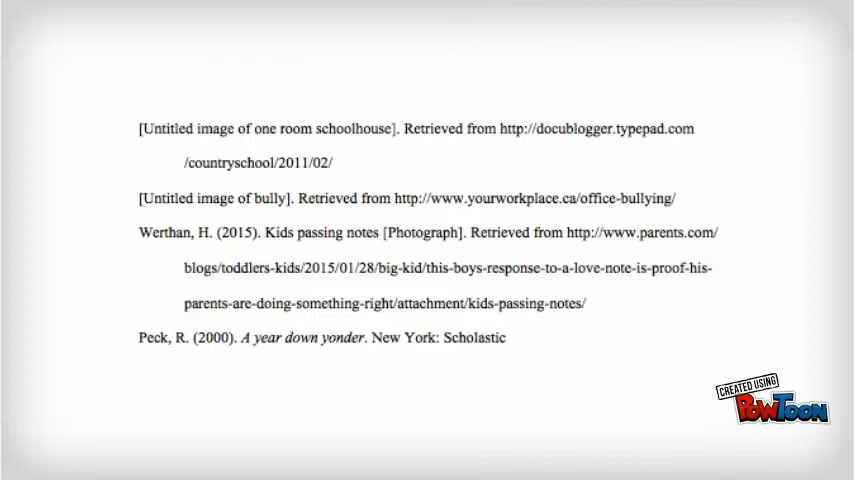 [Untitled image of one room schoolhouse]. Retrieved from http://docublogger.typepad.com
/countryschool/2011/02/
[Untitled image of bully]. Retrieved from http://www.yourworkplace.ca/office-bullying/
Werthan, H. (2015). Kids passing notes [Photograph]. Retrieved from http://www.parents.com/
blogs/toddlers-kids/2015/01/28/big-kid/this-boys-response-to-a-love-note-is-proof-his-
parents-are-doing-something-right/attachment/kids-passing-notes/
Peck, R. (2000). A year down yonder. New York: Scholastic
CREATED USING
POWTOON